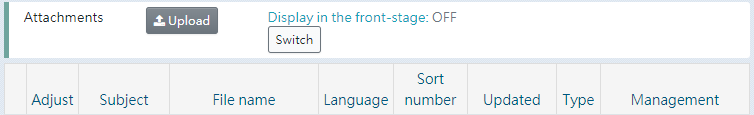 Attachments Upload Display in the front-stage: OFF
Switch
Adjust Subject File name Language Sort number Updated Type Management